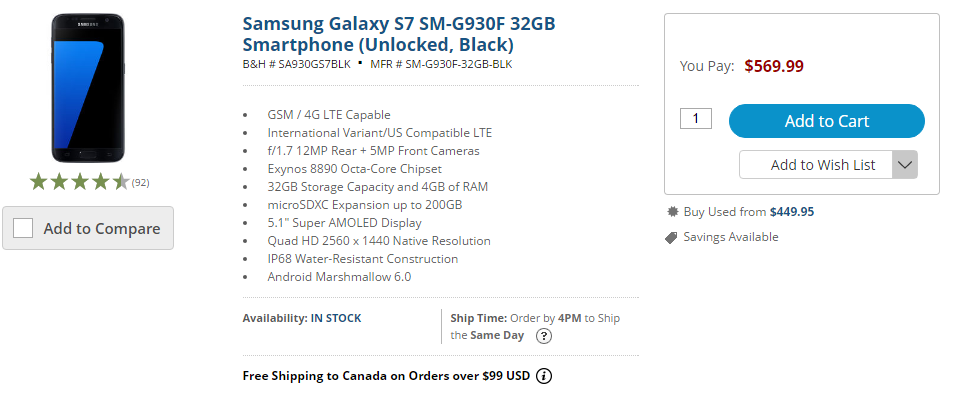 SAMSUNG
(92)
Add to Compare
Samsung Galaxy S7 SM-G930F 32GB
Smartphone (Unlocked, Black)
B&H # SA930GS7BLK • MFR # SM-G930F-32GB-BLK
• GSM / 4G LTE Capable
• International Variant/US Compatible LTE
• f/1.7 12MP Rear + 5MP Front Cameras
• Exynos 8890 Octa-Core Chipset
• 32GB Storage Capacity and 4GB of RAM
• microSDXC Expansion up to 200GB
• 5.1" Super AMOLED Display
• Quad HD 2560 x 1440 Native Resolution
• IP68 Water-Resistant Construction
• Android Marshmallow 6.0
Availability: IN STOCK
Ship Time: Order by 4PM to Ship
the Same Day ?
Free Shipping to Canada on Orders over $99 USD i
You Pay: $569.99
1
Add to Cart
Add to Wish List
Buy Used from $449.95
Savings Available